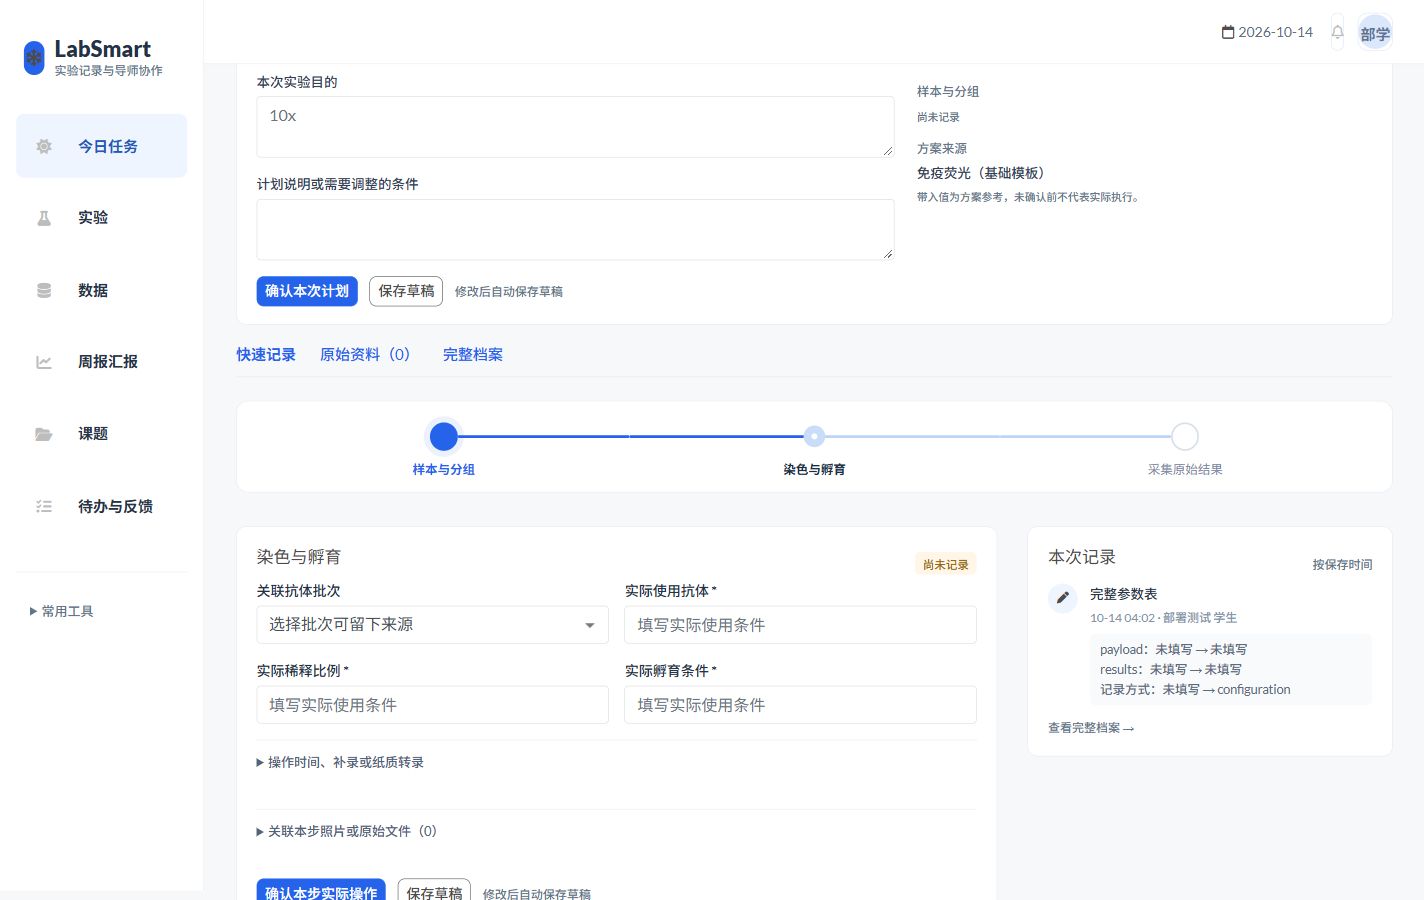 LabSmart
实验记录与导师协作
今日任务
实验
数据
周报汇报
课题
待办与反馈
常用工具
2026-10-14
部学
本次实验目的
10x
计划说明或需要调整的条件
确认本次计划
保存草稿
修改后自动保存草稿
样本与分组
尚未记录
方案来源
免疫荧光（基础模板）
带入值为方案参考，未确认前不代表实际执行。
快速记录
原始资料（0）
完整档案
样本与分组
染色与孵育
采集原始结果
染色与孵育
尚未记录
关联抗体批次
实际使用抗体 *
选择批次可留下来源
填写实际使用条件
实际稀释比例 *
实际孵育条件 *
填写实际使用条件
填写实际使用条件
操作时间、补录或纸质转录
关联本步照片或原始文件（0）
确认本步实际操作
保存草稿
修改后自动保存草稿
本次记录
按保存时间
完整参数表
10-14 04:02 · 部署测试 学生
payload：未填写 → 未填写
results：未填写 → 未填写
记录方式：未填写 → configuration
查看完整档案 →